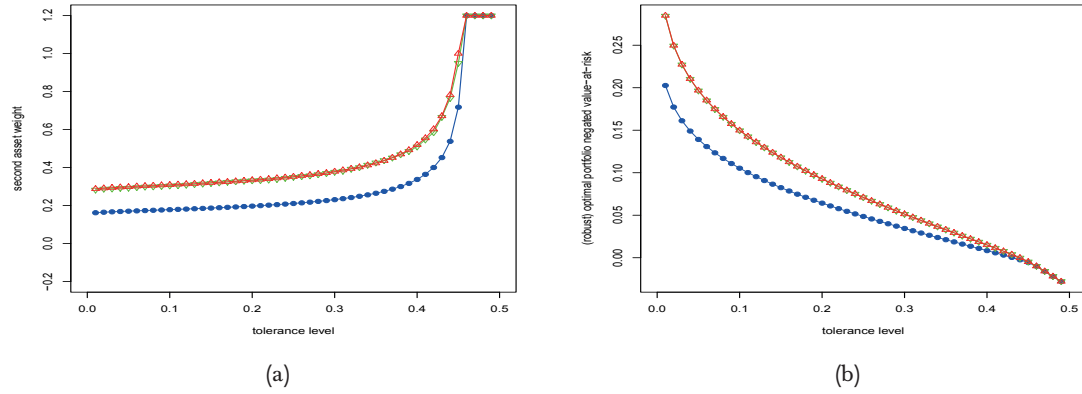 second asset weight
1.2
1.0
0.8
0.6
0.4
0.2
0.0
−0.2
0.0 0.1 0.2 0.3 0.4 0.5
tolerance level
(a)
(robust) optimal portfolio negated value−at−risk
0.25
0.20
0.15
0.10
0.05
0.00
0.0 0.1 0.2 0.3 0.4 0.5
tolerance level
(b)